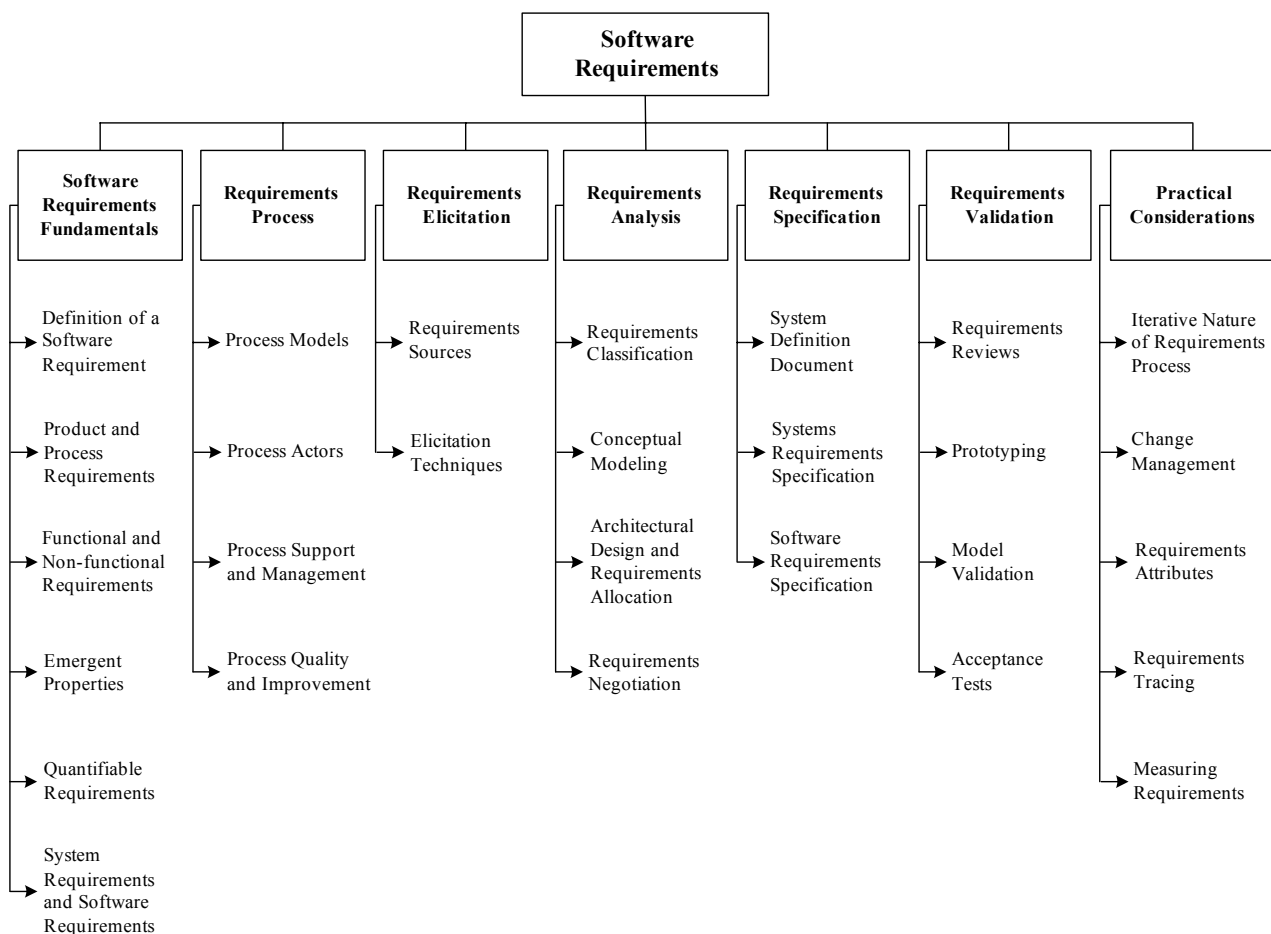 Software
Requirements
Software
Requirements
Fundamentals
Requirements
Process
Requirements
Elicitation
Requirements
Analysis
Requirements
Specification
Requirements
Validation
Practical
Considerations
Definition of a
Software
Requirement
Product and
Process
Requirements
Functional and
Non-functional
Requirements
Emergent
Properties
Quantifiable
Requirements
System
Requirements
and Software
Requirements
Process Models
Process Actors
Process Support
and Management
Process Quality
and Improvement
Requirements
Sources
Elicitation
Techniques
Requirements
Classification
Conceptual
Modeling
Architectural
Design and
Requirements
Allocation
Requirements
Negotiation
System
Definition
Document
Systems
Requirements
Specification
Software
Requirements
Specification
Requirements
Reviews
Prototyping
Model
Validation
Acceptance
Tests
Iterative Nature
of Requirements
Process
Change
Management
Requirements
Attributes
Requirements
Tracing
Measuring
Requirements